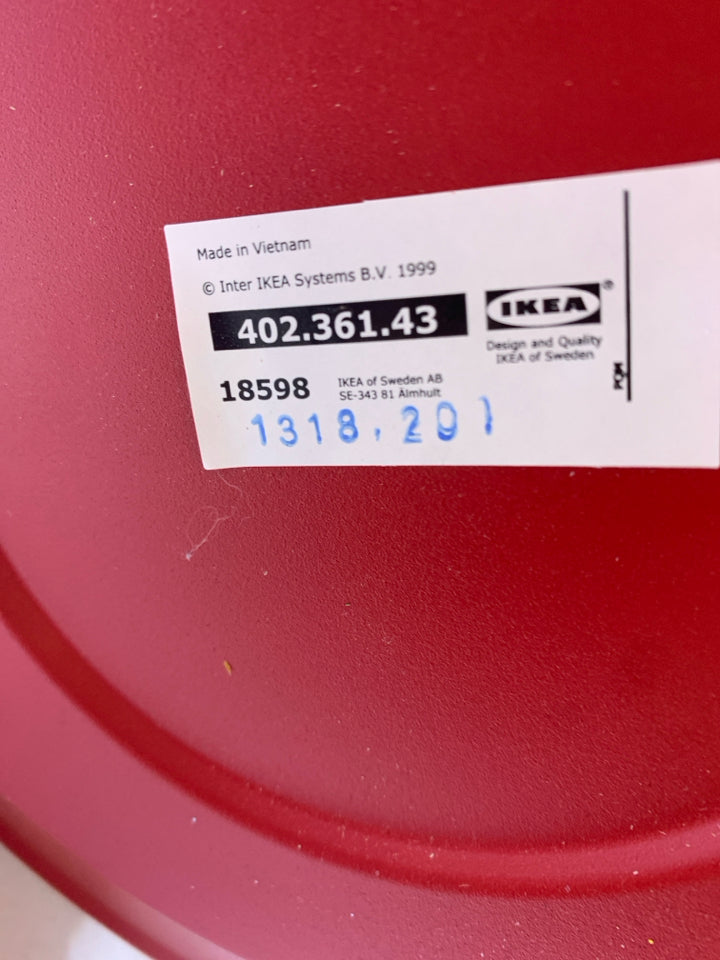 Made in Vietnam
© Inter IKEA Systems B.V. 1999
402.361.43
IKEA®
Design and Quality
IKEA of Sweden
18598
IKEA of Sweden AB
SE-343 81 Älmhult
1318.201